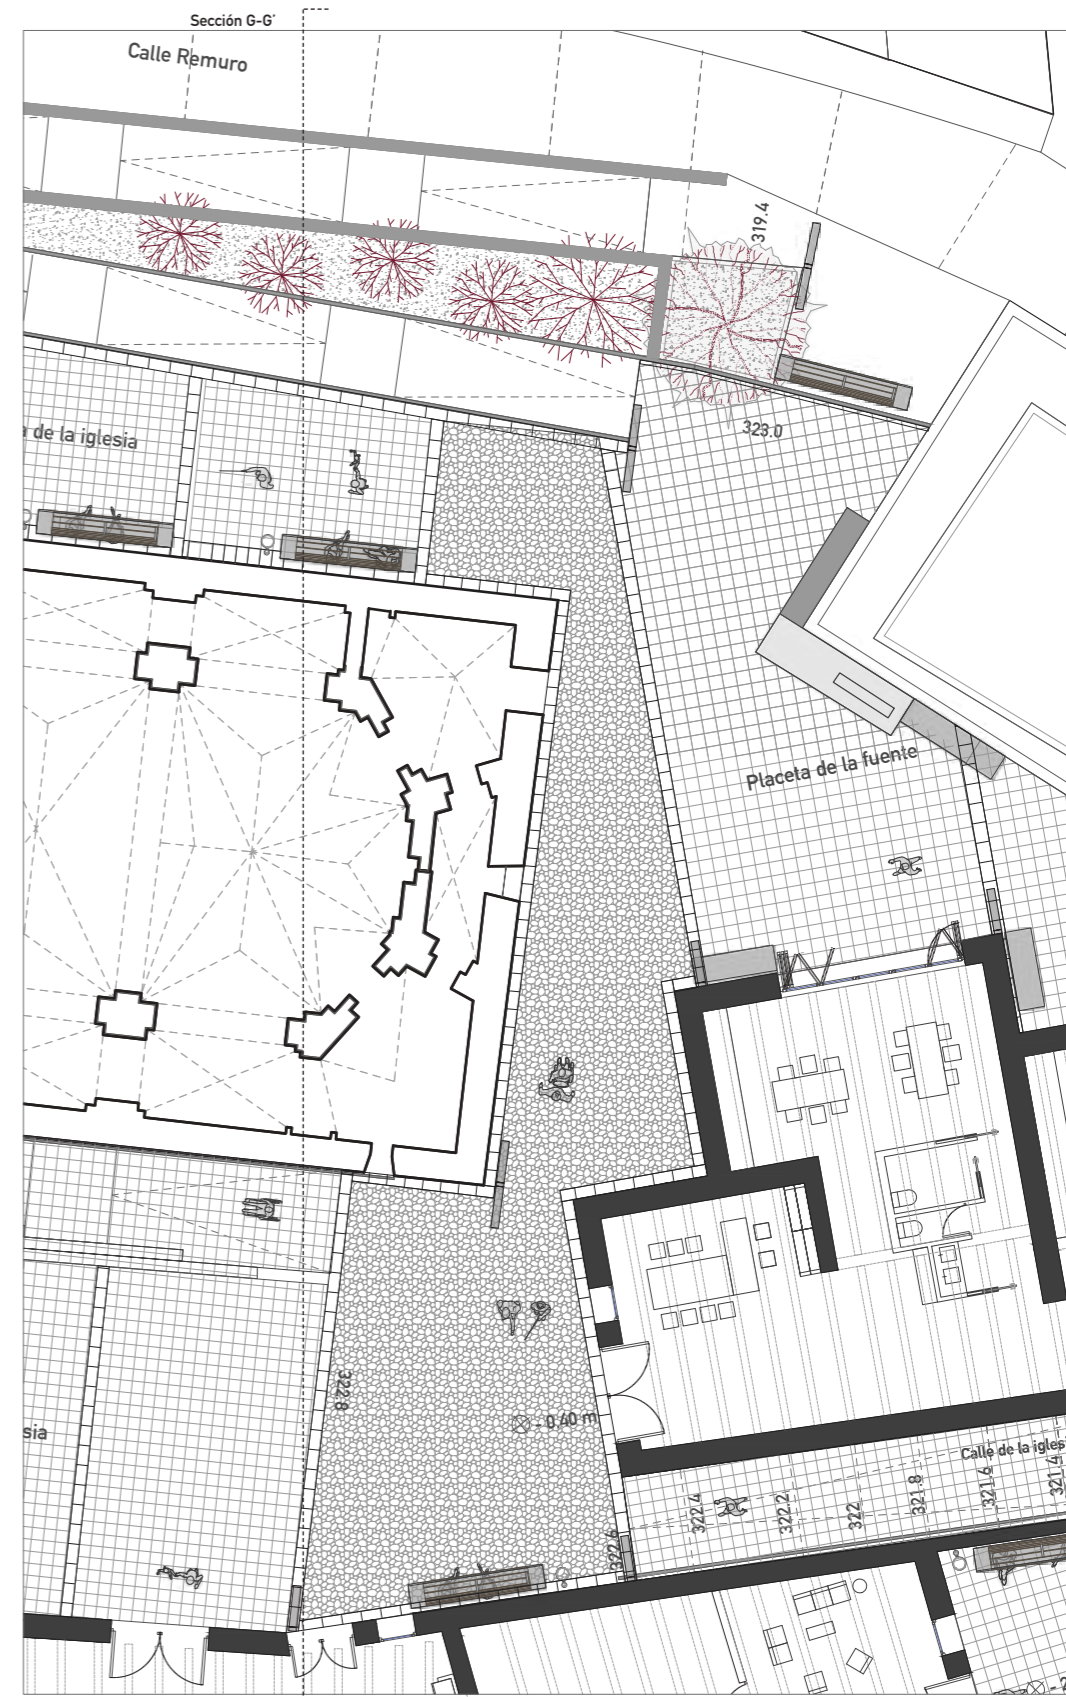 Sección G-G'
Calle Remuro
319.4
323.0
a de la iglesia
Placeta de la fuente
322.8
sia
- 0.40 m
Calle de la igles
322.6
322.4
322.2
322
321.8
321.6
321.4